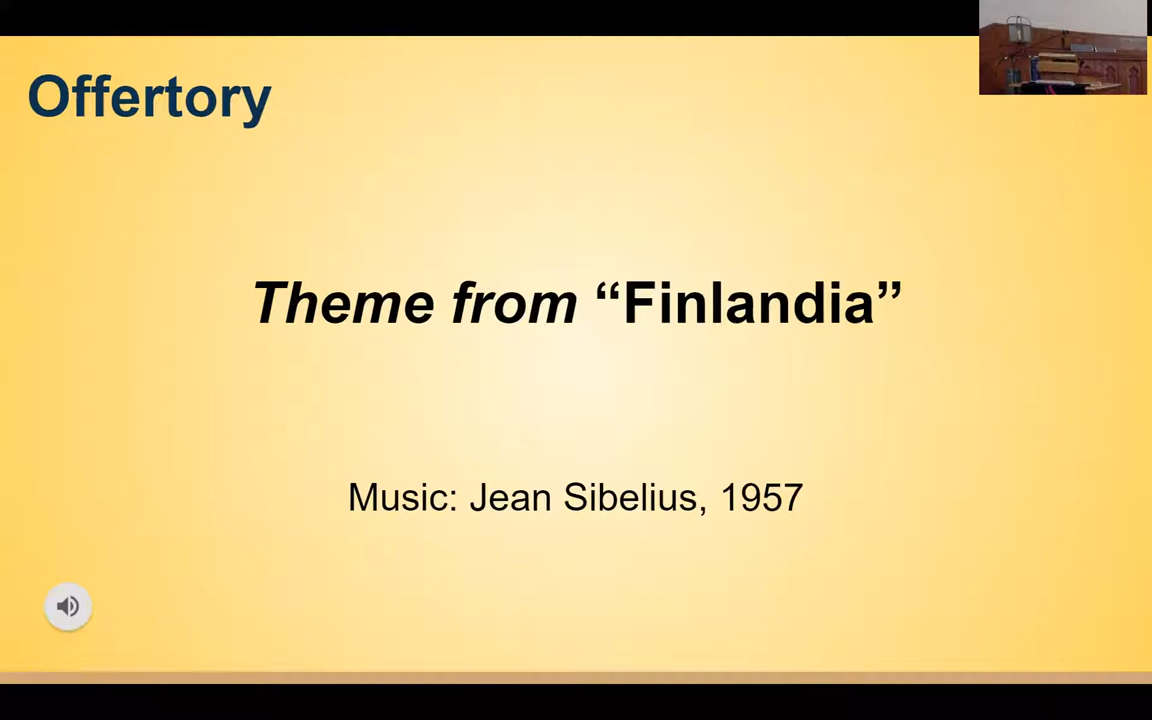 Offertory
Theme from “Finlandia”
Music: Jean Sibelius, 1957